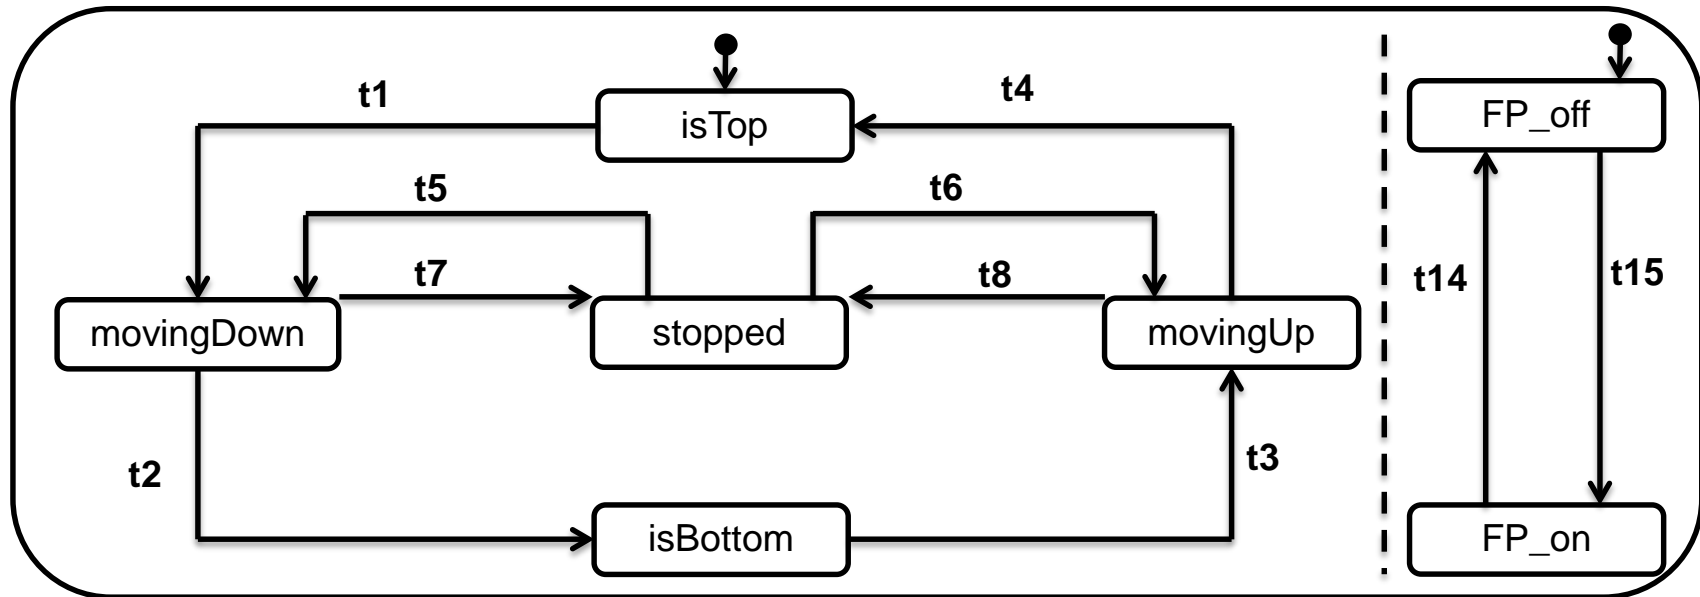 t1
t4
isTop
FP_off
t5
t6
t7
t8
t14
t15
movingDown
stopped
movingUp
t2
t3
isBottom
FP_on